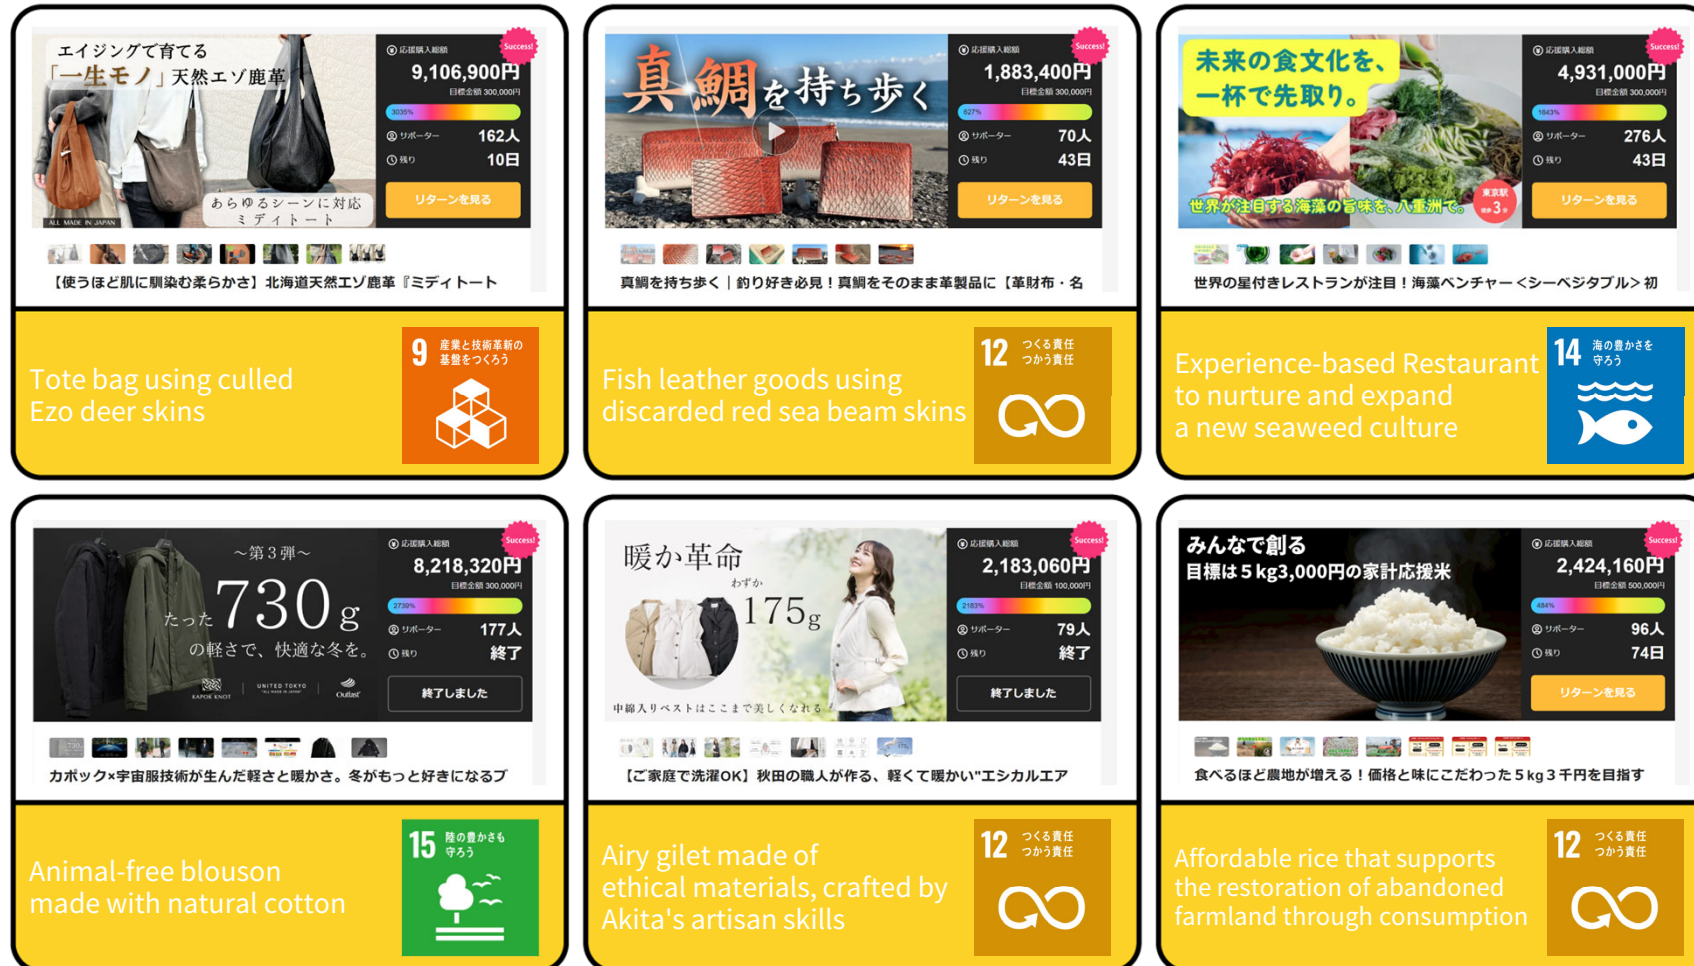 エイジングで育てる
「一生モノ」天然エゾ鹿革
あらゆるシーンに対応
ミディトート
ALL MADE IN JAPAN
Success!
応援購入総額
9,106,900円
目標金額 300,000円
3035%
サポーター 162人
残り 10日
リターンを見る
【使うほど肌に馴染む柔らかさ】北海道天然エゾ鹿革『ミディトート
Tote bag using culled
Ezo deer skins
9 産業と技術革新の
基盤をつくろう
真鯛を持ち歩く
Success!
応援購入総額
1,883,400円
目標金額 300,000円
627%
サポーター 70人
残り 43日
リターンを見る
真鯛を持ち歩く｜釣り好き必見！真鯛をそのまま革製品に【革財布・名
Fish leather goods using
discarded red sea beam skins
12 つくる責任
つかう責任
未来の食文化を、
一杯で先取り。
世界が注目する海藻の旨味を、八重洲で。
東京駅
徒歩3分
Success!
応援購入総額
4,931,000円
目標金額 300,000円
1643%
サポーター 276人
残り 43日
リターンを見る
世界の星付きレストランが注目！海藻ベンチャー＜シーベジタブル＞初
Experience-based Restaurant
to nurture and expand
a new seaweed culture
14 海の豊かさを
守ろう
～第３弾～
たった730g
の軽さで、快適な冬を。
KAPOK KNOT
UNITED TOKYO
"ALL MADE IN JAPAN"
Outlast
Success!
応援購入総額
8,218,320円
目標金額 300,000円
2739%
サポーター 177人
残り 終了
終了しました
カポック×宇宙服技術が生んだ軽さと暖かさ。冬がもっと好きになるブ
Animal-free blouson
made with natural cotton
15 陸の豊かさも
守ろう
暖か革命
わずか
175g
中綿入りベストはここまで美しくなれる
Success!
応援購入総額
2,183,060円
目標金額 100,000円
2183%
サポーター 79人
残り 終了
終了しました
【ご家庭で洗濯OK】秋田の職人が作る、軽くて暖かい"エシカルエア
Airy gilet made of
ethical materials, crafted by
Akita's artisan skills
12 つくる責任
つかう責任
みんなで創る
目標は５kg3,000円の家計応援米
Success!
応援購入総額
2,424,160円
目標金額 500,000円
484%
サポーター 96人
残り 74日
リターンを見る
食べるほど農地が増える！価格と味にこだわった５kg３千円を目指す
Affordable rice that supports
the restoration of abandoned
farmland through consumption
12 つくる責任
つかう責任